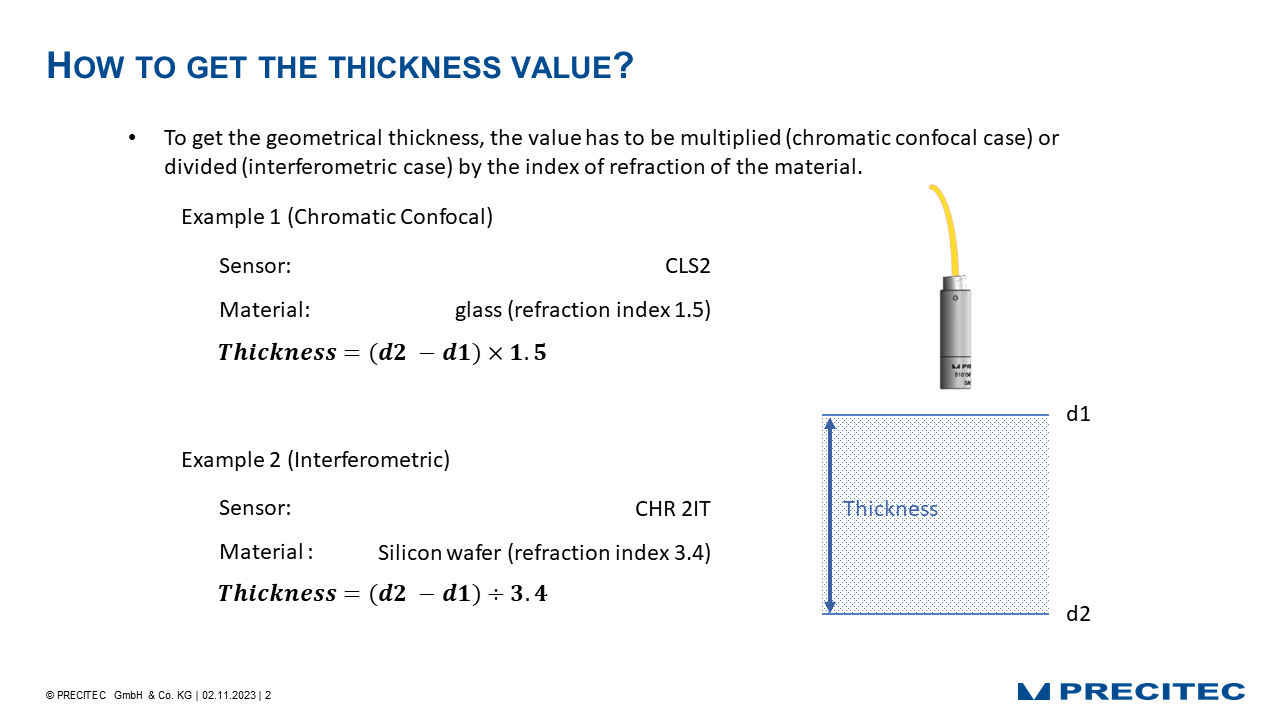 HOW TO GET THE THICKNESS VALUE?
• To get the geometrical thickness, the value has to be multiplied (chromatic confocal case) or
divided (interferometric case) by the index of refraction of the material.
Example 1 (Chromatic Confocal)
Sensor: CLS2
Material: glass (refraction index 1.5)
Thickness = (d2 − d1) × 1.5
Example 2 (Interferometric)
Sensor: CHR 2IT
Material : Silicon wafer (refraction index 3.4)
Thickness = (d2 − d1) ÷ 3.4
d1
Thickness
d2
© PRECITEC GmbH & Co. KG | 02.11.2023 | 2
PRECITEC